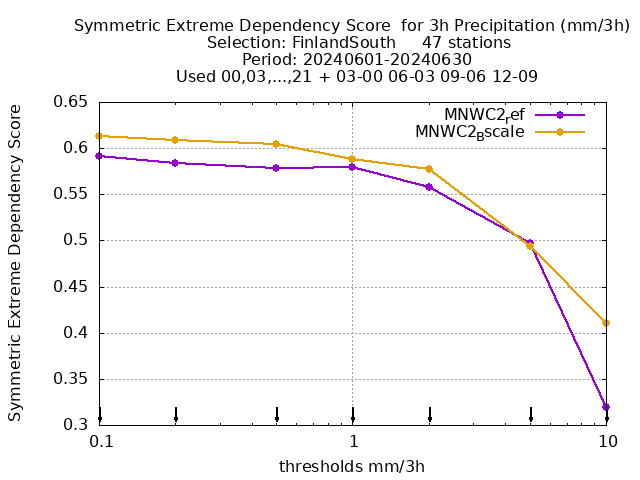 Symmetric Extreme Dependency Score  for 3h Precipitation (mm/3h)
Selection: FinlandSouth     47 stations
Period: 20240601-20240630
Used 00,03,...,21 + 03-00 06-03 09-06 12-09
Symmetric Extreme Dependency Score
0.65
0.6
0.55
0.5
0.45
0.4
0.35
0.3
MNWC2ref
MNWC2Bscale
0.1 1 10
thresholds mm/3h